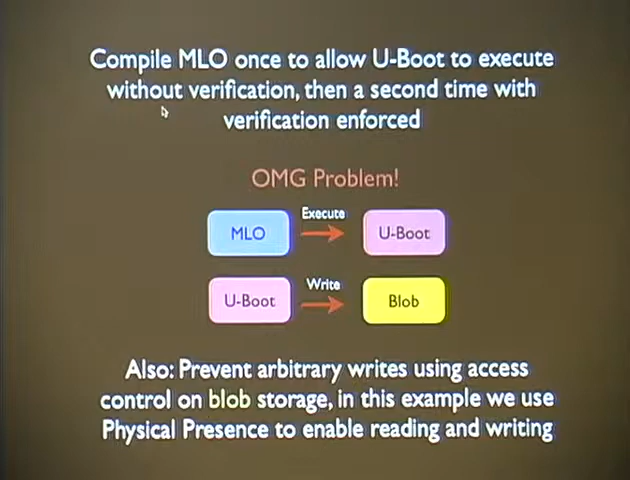 Compile MLO once to allow U-Boot to execute
without verification, then a second time with
verification enforced
OMG Problem!
MLO
Execute
U-Boot
U-Boot
Write
Blob
Also: Prevent arbitrary writes using access
control on blob storage, in this example we use
Physical Presence to enable reading and writing